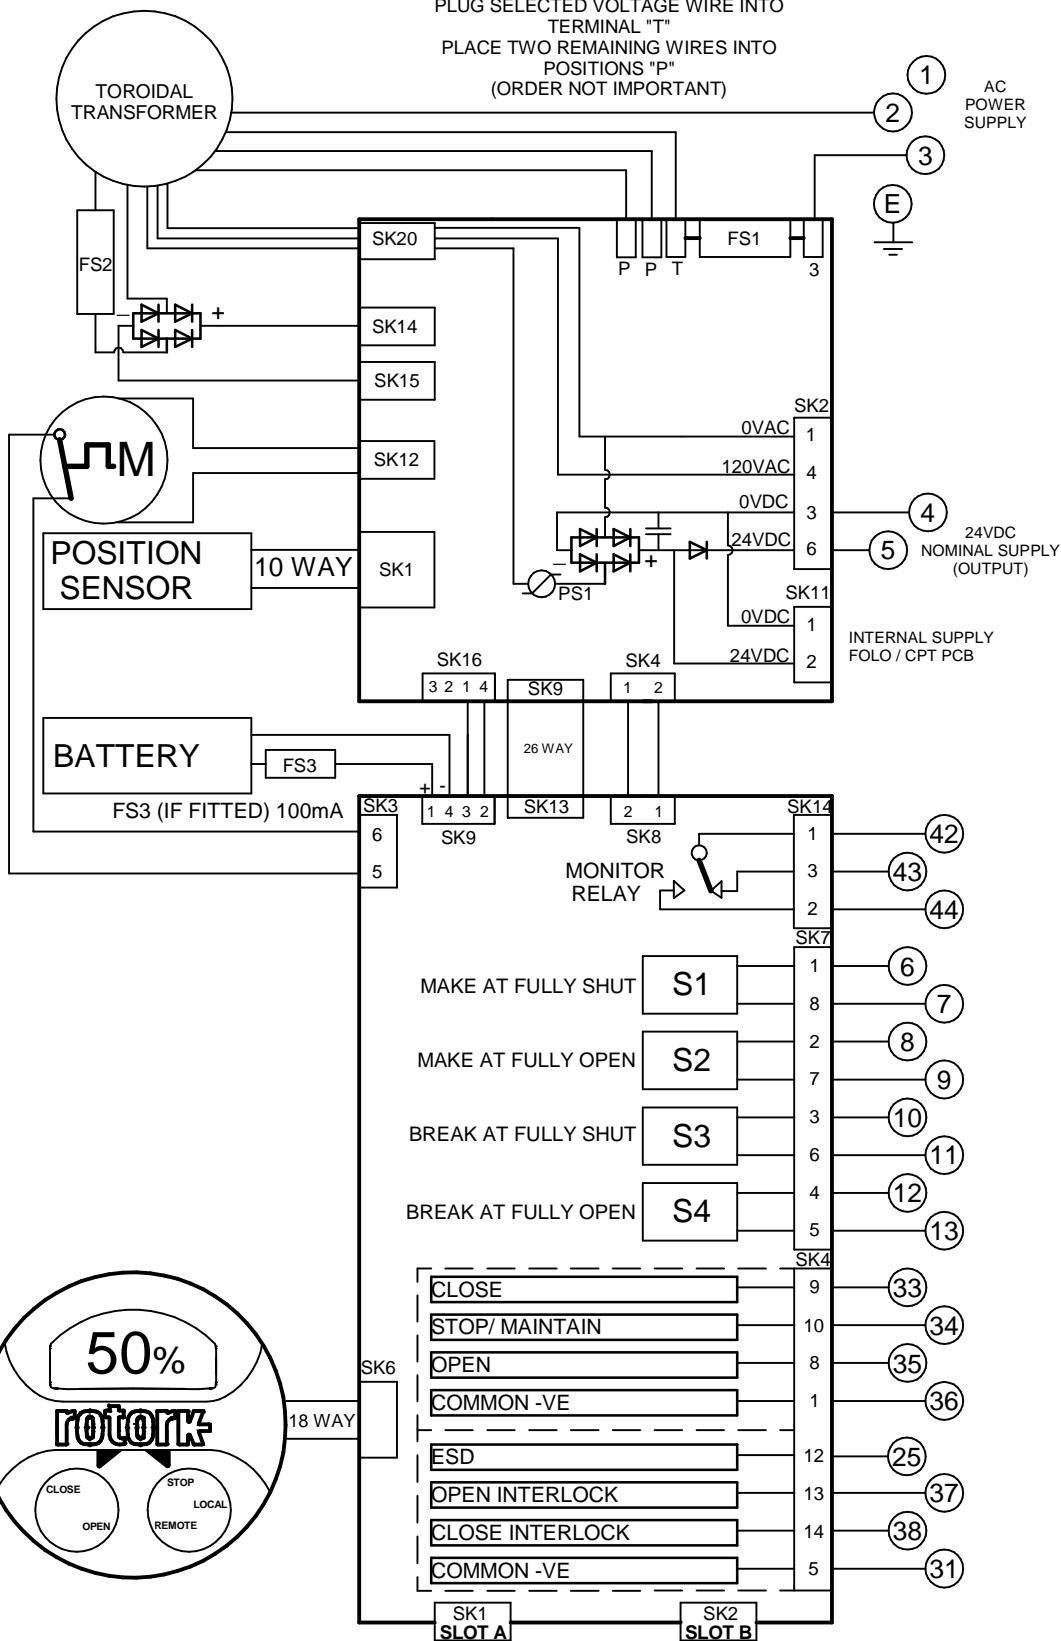 PLUG SELECTED VOLTAGE WIRE INTO
TERMINAL "T"
PLACE TWO REMAINING WIRES INTO
POSITIONS "P"
(ORDER NOT IMPORTANT)
TOROIDAL
TRANSFORMER
1
2
3
E
AC
POWER
SUPPLY
FS2
SK20
P P T
FS1
3
SK14
SK15
SK12
SK1
M
POSITION
SENSOR
10 WAY
− +
SK2
0VAC 1
120VAC 4
0VDC 3
24VDC 6
− +
PS1
4
5
24VDC
NOMINAL SUPPLY
(OUTPUT)
SK11
0VDC 1
24VDC 2
INTERNAL SUPPLY
FOLO / CPT PCB
SK16
3 2 1 4
SK9
SK4
1 2
26 WAY
BATTERY
FS3
FS3 (IF FITTED) 100mA
+ -
SK3
6
5
1 4 3 2
SK9
SK13
2 1
SK8
SK14
MONITOR
RELAY
1 42
3 43
2 44
SK7
MAKE AT FULLY SHUT S1
1 6
8 7
MAKE AT FULLY OPEN S2
2 8
7 9
BREAK AT FULLY SHUT S3
3 10
6 11
BREAK AT FULLY OPEN S4
4 12
5 13
SK4
CLOSE 9 33
STOP/ MAINTAIN 10 34
OPEN 8 35
COMMON -VE 1 36
ESD 12 25
OPEN INTERLOCK 13 37
CLOSE INTERLOCK 14 38
COMMON -VE 5 31
50%
rotork
CLOSE
OPEN
STOP
LOCAL
REMOTE
18 WAY
SK6
SK1
SLOT A
SK2
SLOT B